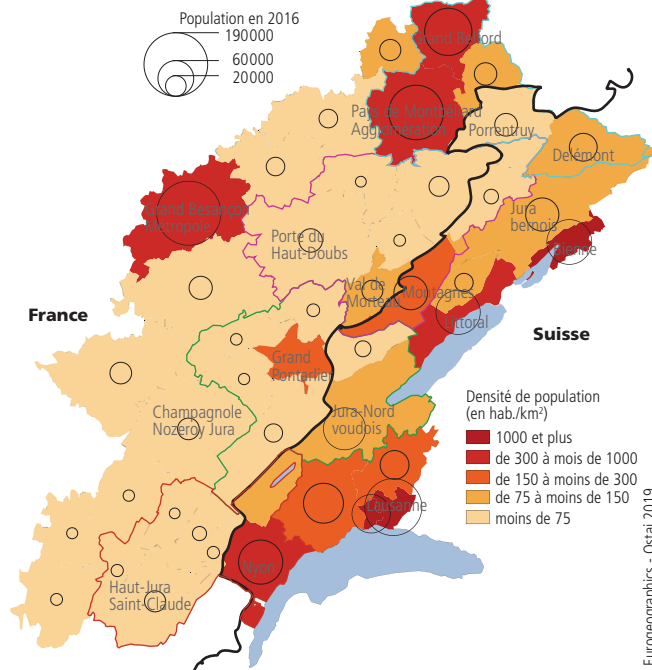 Population en 2016
190000
60000
20000
Grand Belfort
Pays de Montbéliard
Agglomération
Porrentruy
Delémont
Grand Besançon
Métropole
Jura
bernois
Porte du
Haut-Doubs
Bienne
Val de
Morteau
Montagnes
France
Littoral
Suisse
Grand
Pontarlier
Densité de population
(en hab./km²)
1000 et plus
de 300 à mois de 1000
de 150 à moins de 300
de 75 à moins de 150
moins de 75
Champagnole
Nozeroy Jura
Jura-Nord
voudois
Lausanne
Nyon
Haut-Jura
Saint-Claude
Eurogeographics - Ostaj 2019